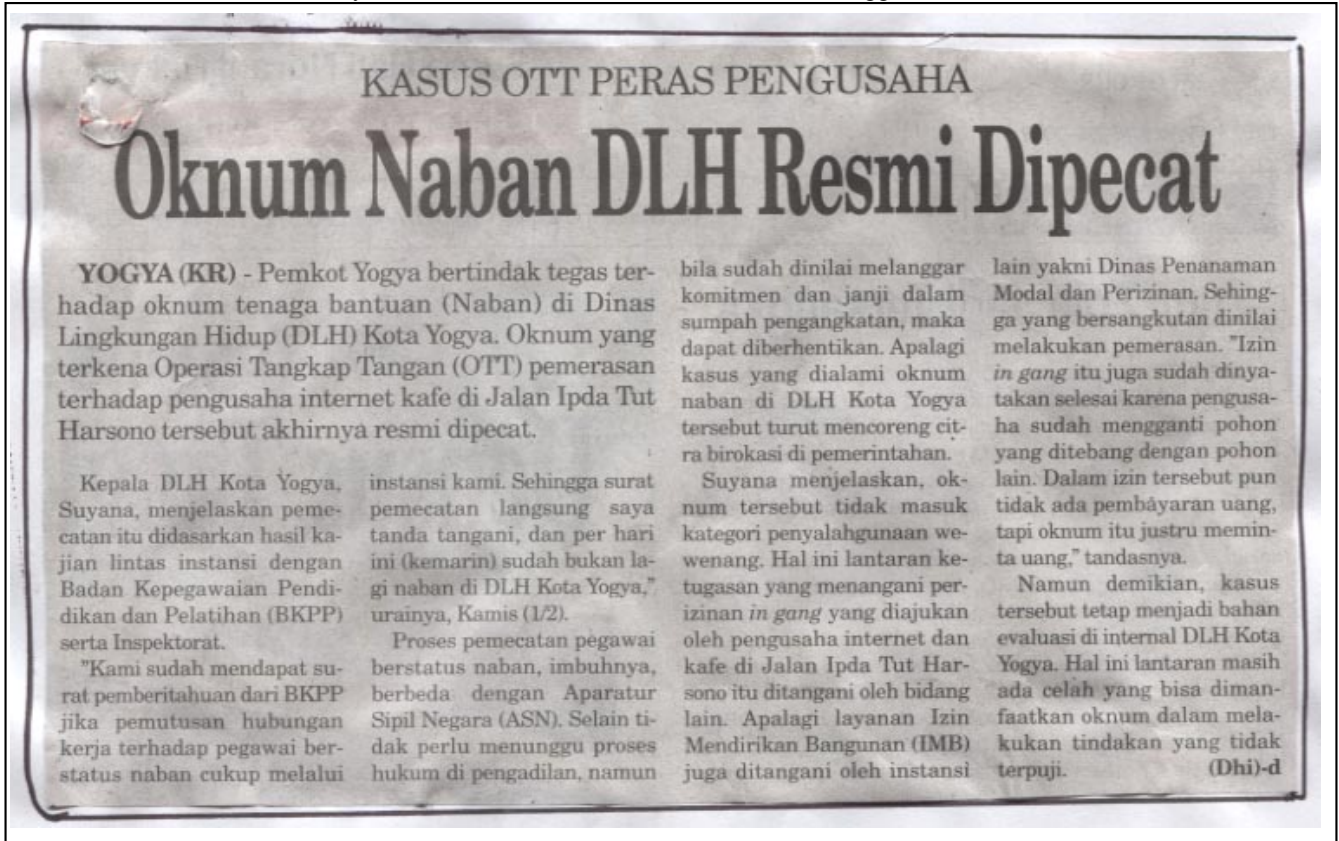 KASUS OTT PERAS PENGUSAHA
Oknum Naban DLH Resmi Dipecat
YOGYA (KR) - Pemkot Yogya bertindak tegas ter-
hadap oknum tenaga bantuan (Naban) di Dinas
Lingkungan Hidup (DLH) Kota Yogya. Oknum yang
terkena Operasi Tangkap Tangan (OTT) pemerasan
terhadap pengusaha internet kafe di Jalan Ipda Tut
Harsono tersebut akhirnya resmi dipecat.
Kepala DLH Kota Yogya,
Suyana, menjelaskan peme-
catan itu didasarkan hasil ka-
jian lintas instansi dengan
Badan Kepegawaian Pendi-
dikan dan Pelatihan (BKPP)
serta Inspektorat.
"Kami sudah mendapat su-
rat pemberitahuan dari BKPP
jika pemutusan hubungan
kerja terhadap pegawai ber-
status naban cukup melalui
instansi kami. Sehingga surat
pemecatan langsung saya
tanda tangani, dan per hari
ini (kemarin) sudah bukan la-
gi naban di DLH Kota Yogya,"
urainya, Kamis (1/2).
Proses pemecatan pegawai
berstatus naban, imbuhnya,
berbeda dengan Aparatur
Sipil Negara (ASN). Selain ti-
dak perlu menunggu proses
hukum di pengadilan, namun
bila sudah dinilai melanggar
komitmen dan janji dalam
sumpah pengangkatan, maka
dapat diberhentikan. Apalagi
kasus yang dialami oknum
naban di DLH Kota Yogya
tersebut turut mencoreng cit-
ra birokasi di pemerintahan.
Suyana menjelaskan, ok-
num tersebut tidak masuk
kategori penyalahgunaan we-
wenang. Hal ini lantaran ke-
tugasan yang menangani per-
izinan in gang yang diajukan
oleh pengusaha internet dan
kafe di Jalan Ipda Tut Har-
sono itu ditangani oleh bidang
lain. Apalagi layanan Izin
Mendirikan Bangunan (IMB)
juga ditangani oleh instansi
lain yakni Dinas Penanaman
Modal dan Perizinan. Sehing-
ga yang bersangkutan dinilai
melakukan pemerasan. "Izin
in gang itu juga sudah dinya-
takan selesai karena pengusa-
ha sudah mengganti pohon
yang ditebang dengan pohon
lain. Dalam izin tersebut pun
tidak ada pembayaran uang,
tapi oknum itu justru memin-
ta uang," tandasnya.
Namun demikian, kasus
tersebut tetap menjadi bahan
evaluasi di internal DLH Kota
Yogya. Hal ini lantaran masih
ada celah yang bisa diman-
faatkan oknum dalam mela-
kukan tindakan yang tidak
terpuji. (Dhi)-d